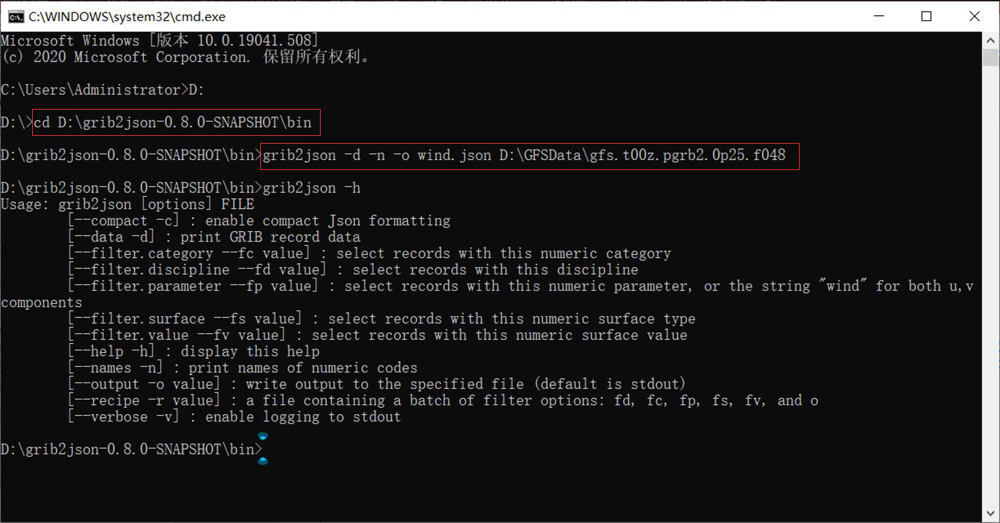 C:\WINDOWS\system32\cmd.exe
Microsoft Windows [版本 10.0.19041.508]
(c) 2020 Microsoft Corporation. 保留所有权利。
C:\Users\Administrator>D:
D:\>cd D:\grib2json-0.8.0-SNAPSHOT\bin
D:\grib2json-0.8.0-SNAPSHOT\bin>grib2json -d -n -o wind.json D:\GFSData\gfs.t00z.pgrb2.0p25.f048
D:\grib2json-0.8.0-SNAPSHOT\bin>grib2json -h
Usage: grib2json [options] FILE
[--compact -c] : enable compact Json formatting
[--data -d] : print GRIB record data
[--filter.category --fc value] : select records with this numeric category
[--filter.discipline --fd value] : select records with this discipline
[--filter.parameter --fp value] : select records with this numeric parameter, or the string "wind" for both u,v
components
[--filter.surface --fs value] : select records with this numeric surface type
[--filter.value --fv value] : select records with this numeric surface value
[--help -h] : display this help
[--names -n] : print names of numeric codes
[--output -o value] : write output to the specified file (default is stdout)
[--recipe -r value] : a file containing a batch of filter options: fd, fc, fp, fs, fv, and o
[--verbose -v] : enable logging to stdout
D:\grib2json-0.8.0-SNAPSHOT\bin>